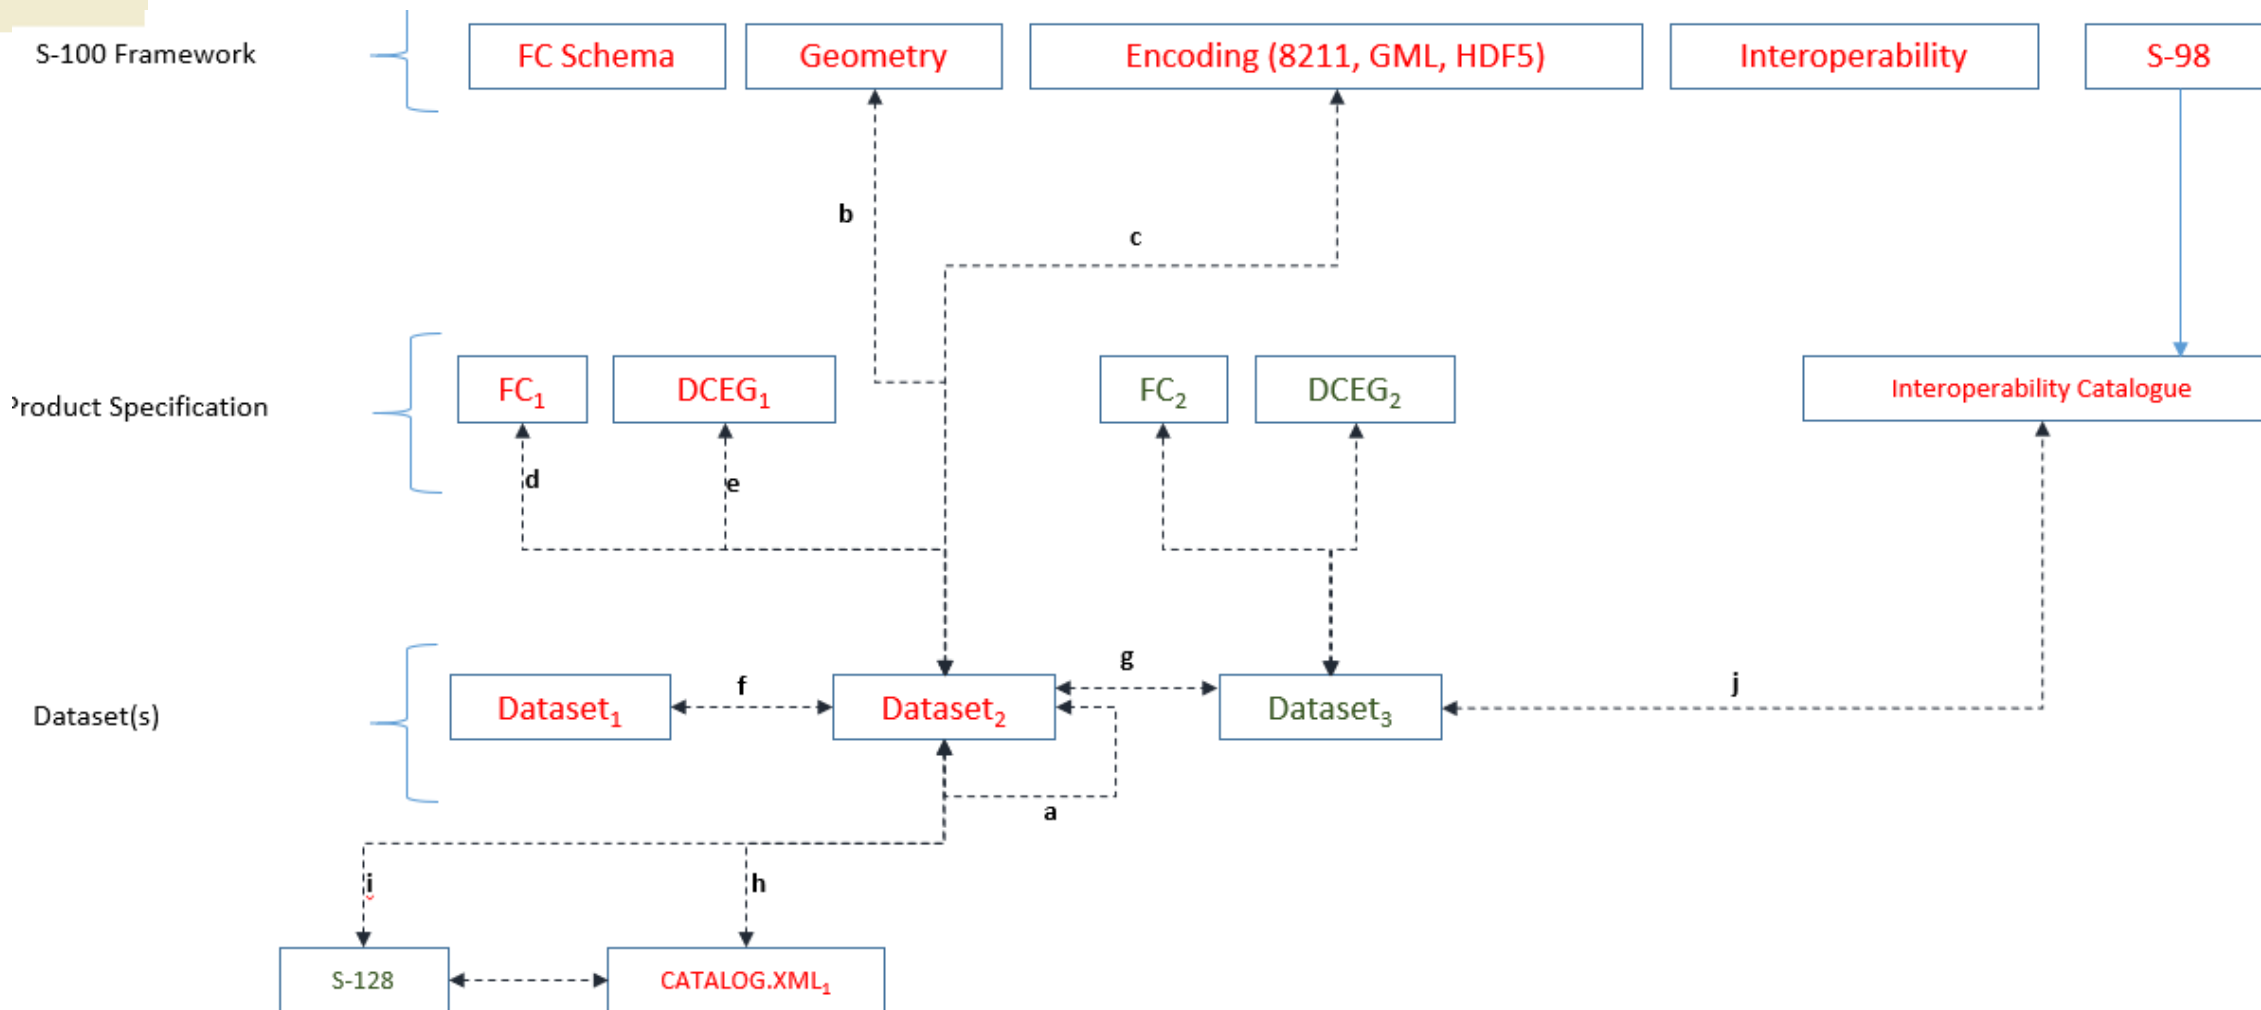 S-100 Framework
FC Schema
Geometry
Encoding (8211, GML, HDF5)
Interoperability
S-98
b
c
Product Specification
FC1
DCEG1
FC2
DCEG2
Interoperability Catalogue
d
e
Dataset(s)
Dataset1
f
Dataset2
g
Dataset3
j
a
i
h
S-128
CATALOG.XML1